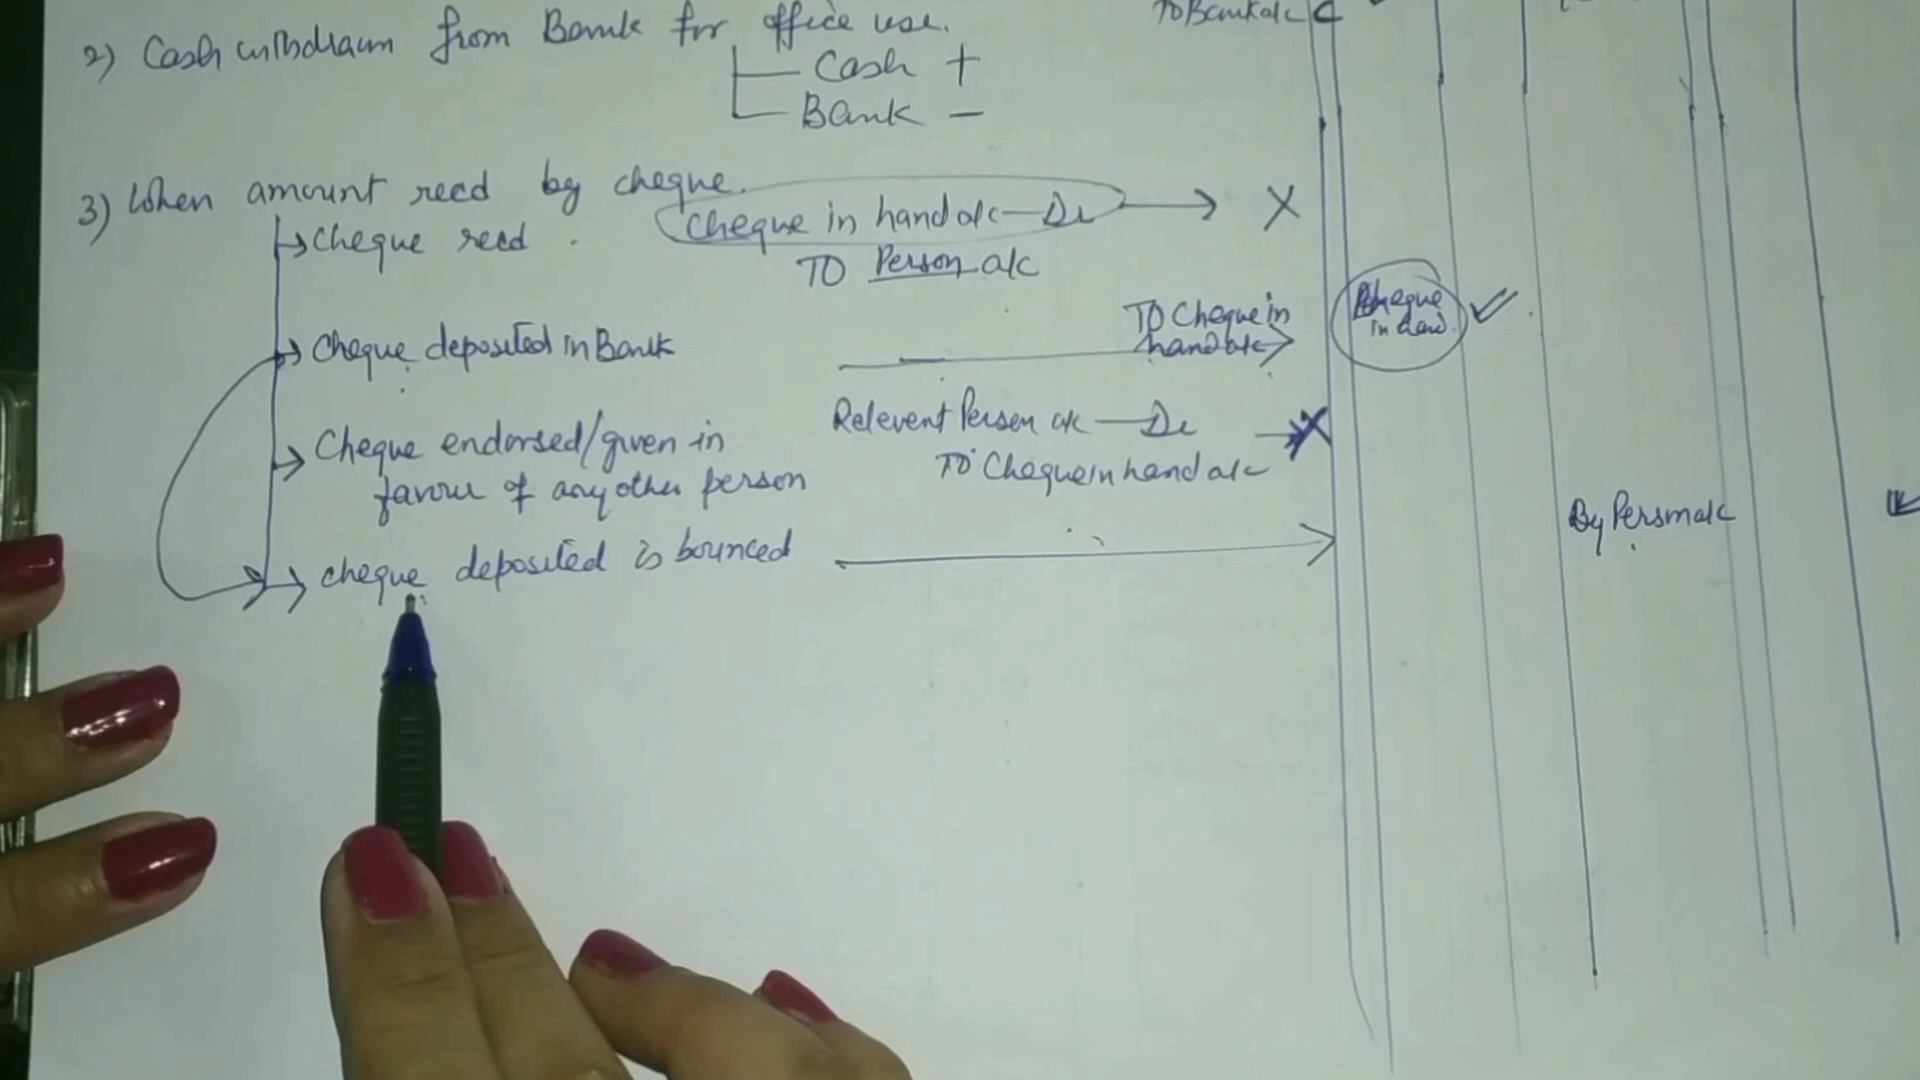 2) Cash withdrawn from Bank for office use.
To Bank a/c C
Cash +
Bank −
3) When amount recd by cheque.
Cheque recd
Cheque in hand a/c — Dr → X
TO Person a/c
Cheque deposited in Bank
TO Cheque in
hand a/c
Cheque
in hand
✓
Cheque endorsed/given in
favour of any other person
Relevent Person a/c — Dr
→ X
TO Cheque in hand a/c
By Person a/c
cheque deposited is bounced